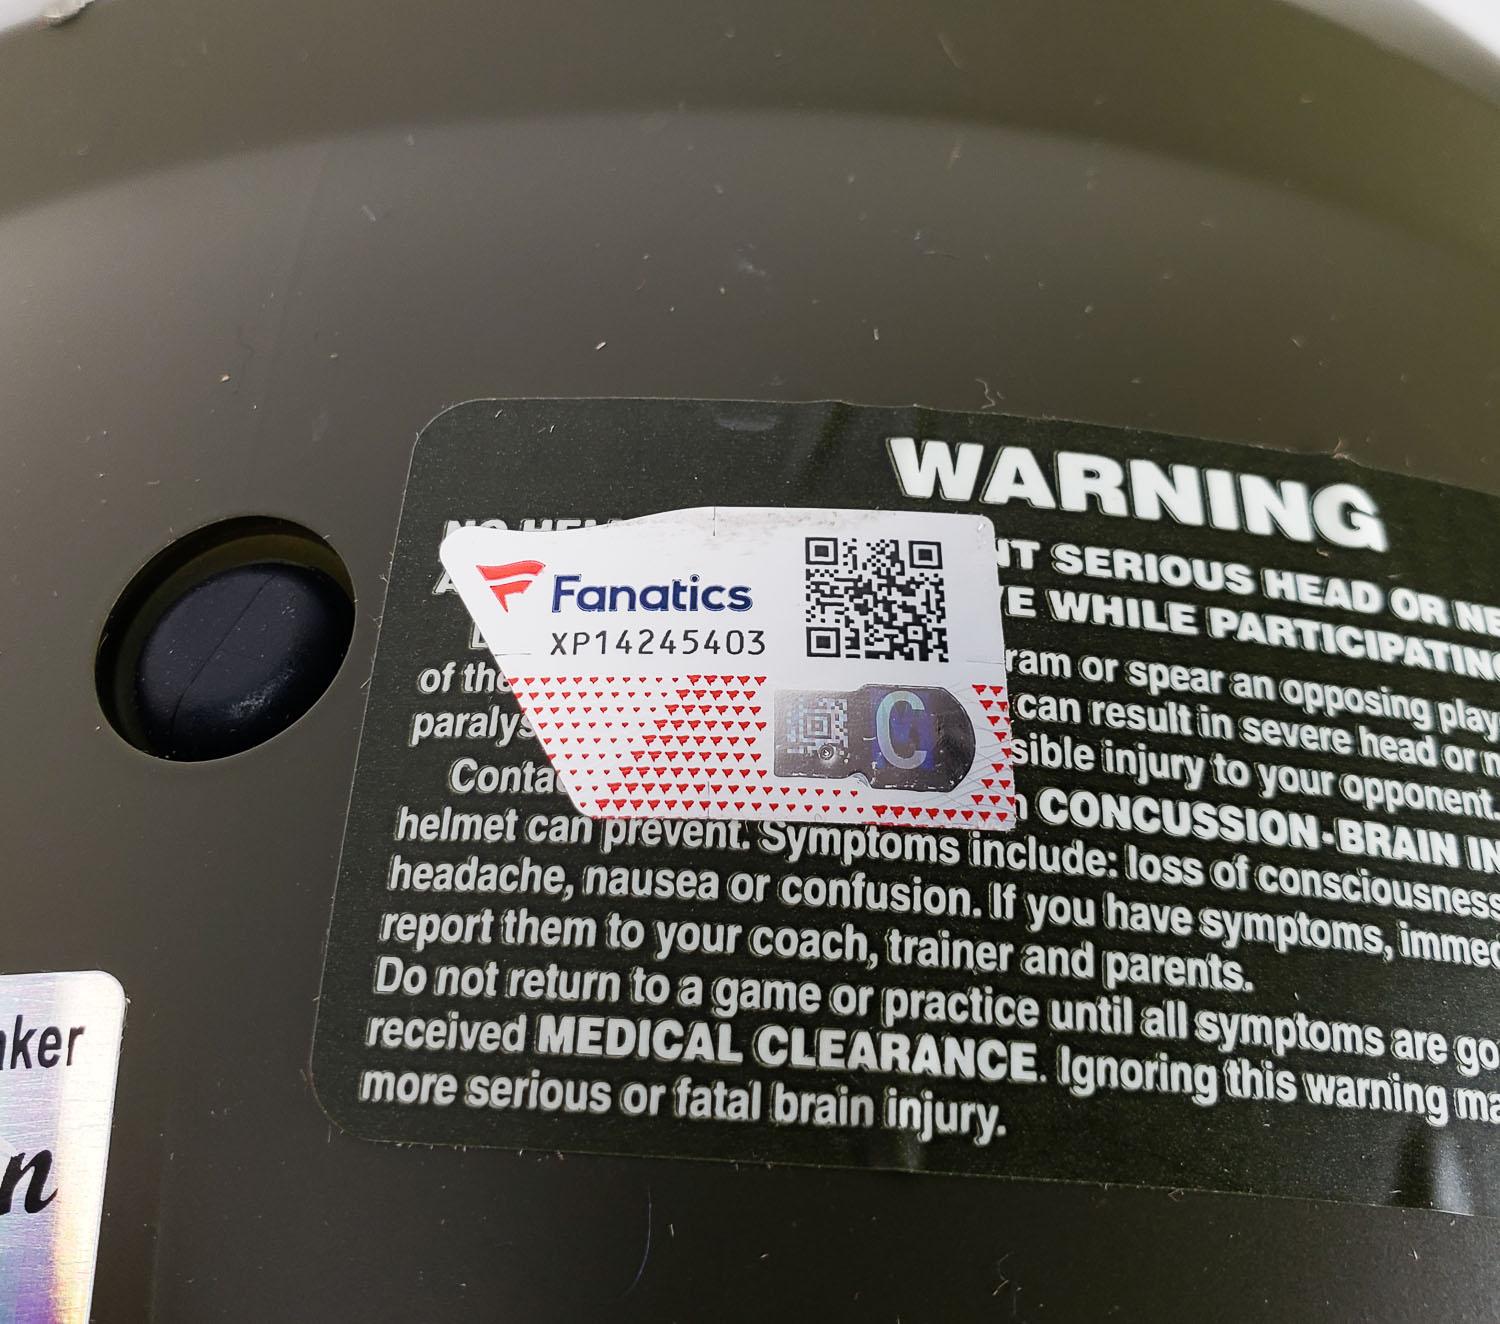 WARNING
NO HEL
NT SERIOUS HEAD OR NE
E WHILE PARTICIPATING
of the ram or spear an opposing play
paralys can result in severe head or n
sible injury to your opponent.
Contac n CONCUSSION-BRAIN IN
helmet can prevent. Symptoms include: loss of consciousness
headache, nausea or confusion. If you have symptoms, immed
report them to your coach, trainer and parents.
Do not return to a game or practice until all symptoms are go
received MEDICAL CLEARANCE. Ignoring this warning ma
more serious or fatal brain injury.
Fanatics
XP14245403
C
aker
n